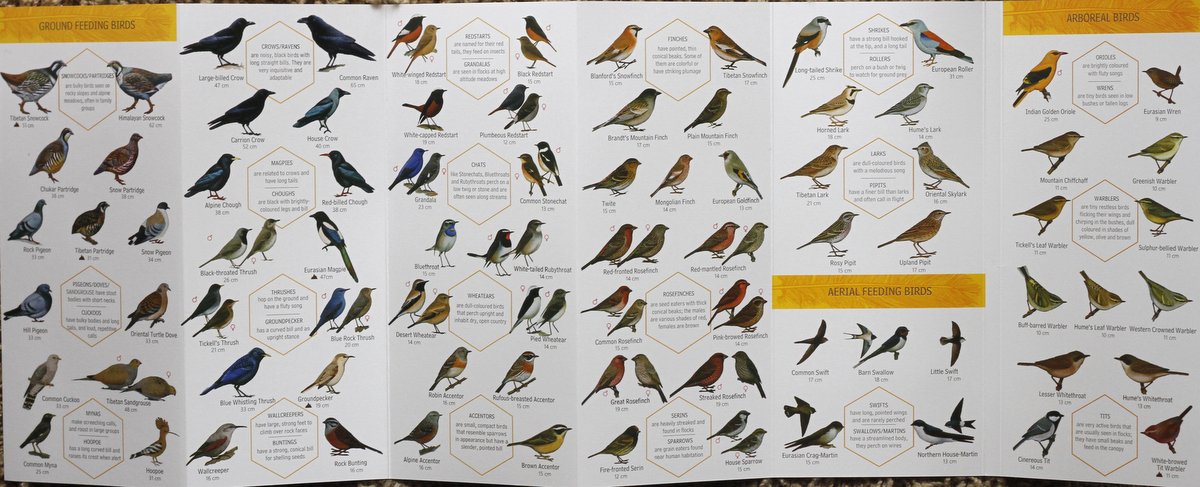 GROUND FEEDING BIRDS
SNOWCOCKS/PARTRIDGES
are bulky birds seen on
rocky slopes and alpine
meadows, often in family
groups
Tibetan Snowcock
51 cm
Himalayan Snowcock
62 cm
Chukar Partridge
38 cm
Snow Partridge
38 cm
Rock Pigeon
33 cm
Tibetan Partridge
31 cm
Snow Pigeon
34 cm
PIGEONS/DOVES/
SANDGROUSE have stout
bodies with short necks.
CUCKOOS
have bulky bodies and long
tails, and loud, repetitive
calls
Hill Pigeon
33 cm
Oriental Turtle Dove
33 cm
Common Cuckoo
33 cm
Tibetan Sandgrouse
48 cm
MYNAS
make screeching calls,
and roost in large groups
HOOPOE
has a long curved bill and
raises its crest when alert
Common Myna
23 cm
Hoopoe
31 cm
CROWS/RAVENS
are noisy, black birds with
long straight bills. They are
very inquisitive and
adaptable
Large-billed Crow
47 cm
Common Raven
65 cm
Carrion Crow
52 cm
House Crow
40 cm
MAGPIES
are related to crows and
have long tails
CHOUGHS
are black with brightly-
coloured legs and bill
Alpine Chough
38 cm
Red-billed Chough
38 cm
Black-throated Thrush
26 cm
Eurasian Magpie
47cm
THRUSHES
hop on the ground and
have a fluty song
GROUNDPECKER
has a curved bill and an
upright stance
Tickell's Thrush
21 cm
Blue Rock Thrush
20 cm
Blue Whistling Thrush
33 cm
Groundpecker
19 cm
WALLCREEPERS
have large, strong feet to
climb over rock faces
BUNTINGS
have a strong, conical bill
for shelling seeds
Wallcreeper
16 cm
Rock Bunting
16 cm
REDSTARTS
are named for their red
tails, they feed on insects
GRANDALAS
are seen in flocks at high
altitude meadows
White-winged Redstart
18 cm
Black Redstart
15 cm
White-capped Redstart
19 cm
Plumbeous Redstart
12 cm
CHATS
like Stonechats, Bluethroats
and Rubythroats perch on a
low twig or stone and are
often seen along streams
Grandala
23 cm
Common Stonechat
13 cm
Bluethroat
15 cm
White-tailed Rubythroat
14 cm
WHEATEARS
are dull-coloured birds
that perch upright and
inhabit dry, open country
Desert Wheatear
14 cm
Pied Wheatear
14 cm
Robin Accentor
16 cm
Rufous-breasted Accentor
15 cm
ACCENTORS
are small, compact birds
that resemble sparrows
in appearance but have a
slender, pointed bill
Alpine Accentor
16 cm
Brown Accentor
15 cm
FINCHES
have pointed, thin
conical beaks. Some of
them are colorful or
have striking plumage
Blanford's Snowfinch
15 cm
Tibetan Snowfinch
17 cm
Brandt's Mountain Finch
15 cm
Plain Mountain Finch
15 cm
Twite
15 cm
Mongolian Finch
14 cm
European Goldfinch
13 cm
Red-fronted Rosefinch
14 cm
Red-mantled Rosefinch
14 cm
ROSEFINCHES
are seed eaters with thick
conical beaks; the males
are various shades of red,
females are brown
Common Rosefinch
15 cm
Pink-browed Rosefinch
14 cm
Great Rosefinch
19 cm
Streaked Rosefinch
19 cm
SERINS
are heavily streaked and
found in flocks
SPARROWS
are grain eaters found
near human habitation
Fire-fronted Serin
12 cm
House Sparrow
15 cm
SHRIKES
have a strong bill hooked
at the tip, and a long tail
ROLLERS
perch on a bush or twig
to watch for ground prey
Long-tailed Shrike
25 cm
European Roller
31 cm
Horned Lark
18 cm
Hume's Lark
14 cm
LARKS
are dull-coloured birds
with a melodious song
PIPITS
have a finer bill than larks
and often call in flight
Tibetan Lark
21 cm
Oriental Skylark
16 cm
Rosy Pipit
15 cm
Upland Pipit
17 cm
AERIAL FEEDING BIRDS
Common Swift
17 cm
Barn Swallow
18 cm
Little Swift
17 cm
SWIFTS
have long, pointed wings
and are rarely perched
SWALLOWS/MARTINS
have a streamlined body,
they perch on wires
Eurasian Crag-Martin
15 cm
Northern House-Martin
13 cm
ARBOREAL BIRDS
ORIOLES
are brightly coloured
with fluty songs
WRENS
are tiny birds seen in low
bushes or fallen logs
Indian Golden Oriole
25 cm
Eurasian Wren
9 cm
Mountain Chiffchaff
11 cm
Greenish Warbler
10 cm
WARBLERS
are tiny restless birds
flicking their wings and
chirping in the bushes, dull
coloured in shades of
yellow, olive and brown
Tickell's Leaf Warbler
11 cm
Sulphur-bellied Warbler
11 cm
Buff-barred Warbler
10 cm
Hume's Leaf Warbler
10 cm
Western Crowned Warbler
11 cm
Lesser Whitethroat
13 cm
Hume's Whitethroat
13 cm
TITS
are very active birds that
are usually seen in flocks;
they have small beaks and
feed in the canopy
Cinereous Tit
14 cm
White-browed
Tit Warbler
11 cm